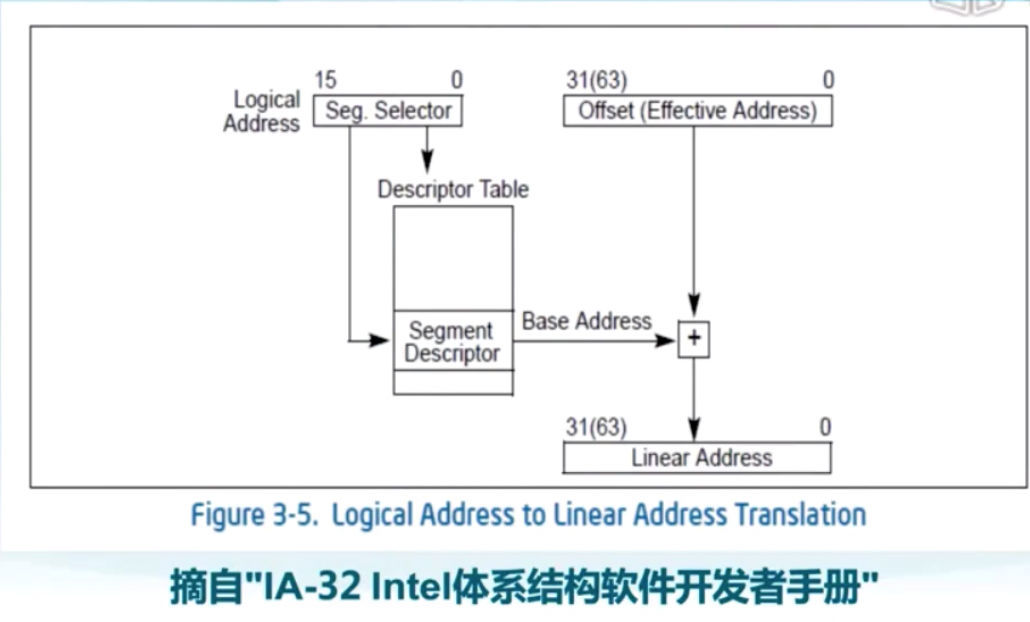 15 0
31(63) 0
Logical
Address
Seg. Selector
Offset (Effective Address)
Descriptor Table
Base Address
+
Segment
Descriptor
31(63) 0
Linear Address
Figure 3-5. Logical Address to Linear Address Translation
摘自"IA-32 Intel体系结构软件开发者手册"